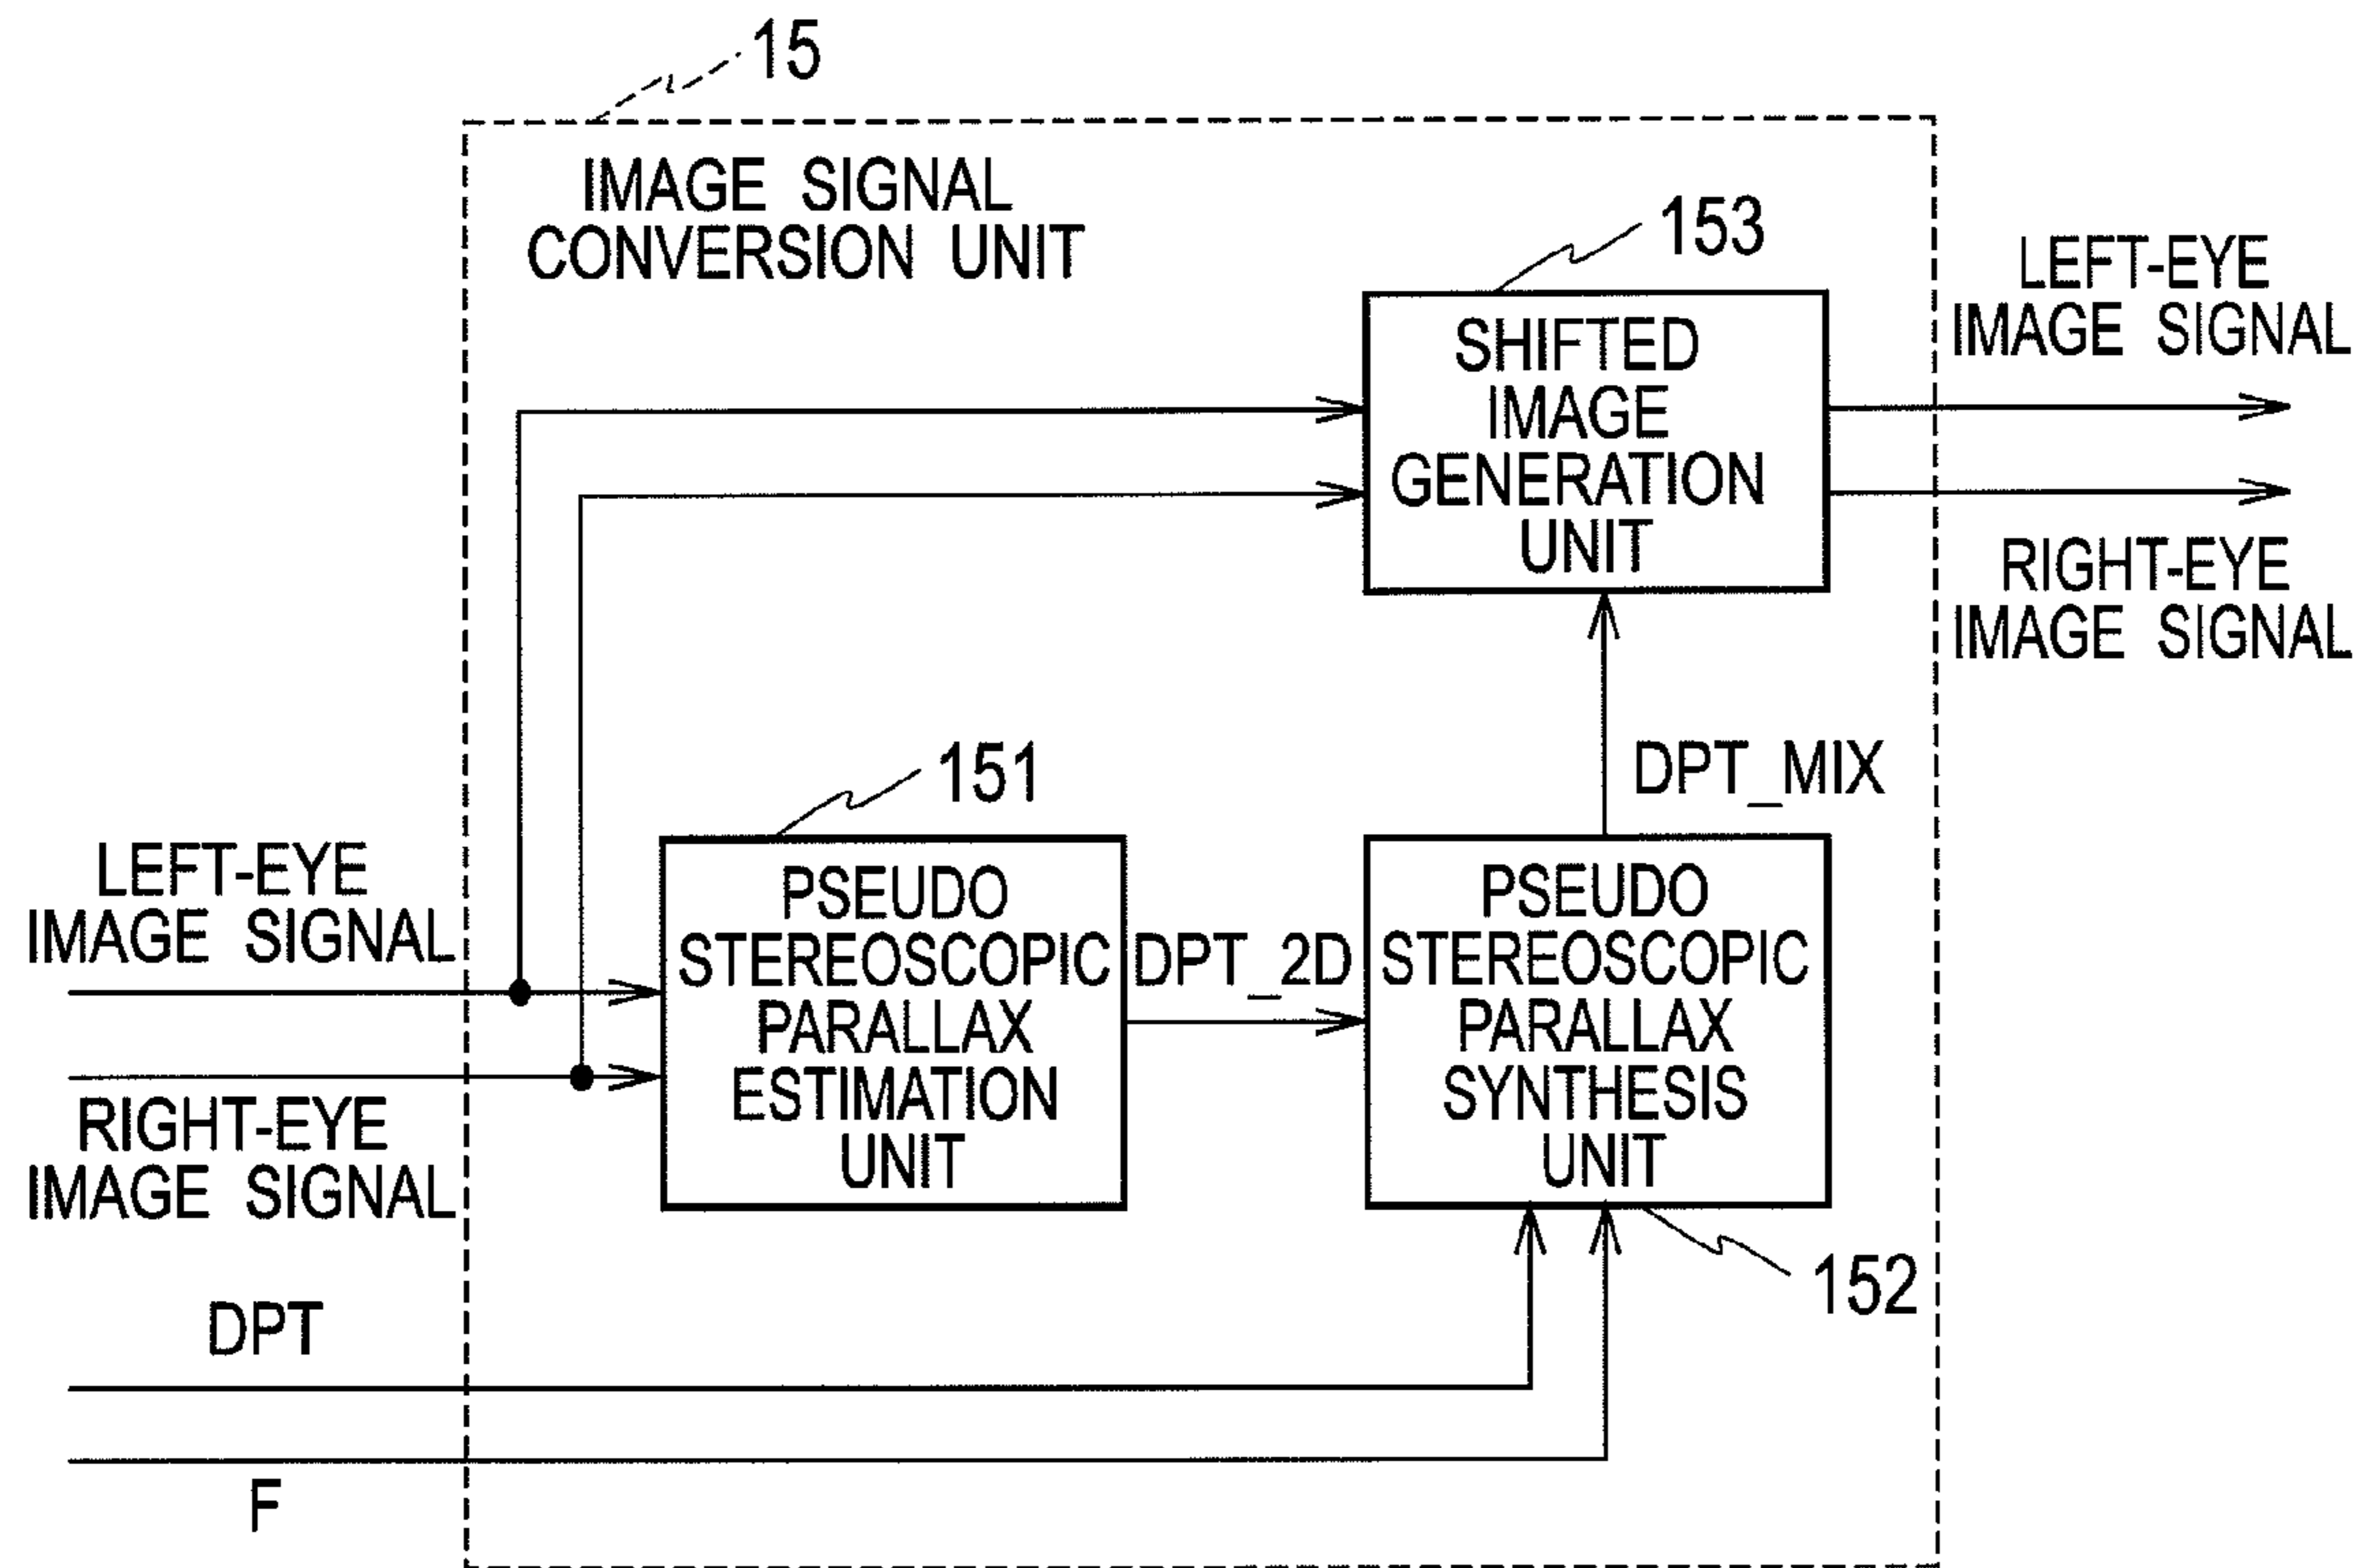 15
IMAGE SIGNAL
CONVERSION UNIT
153
SHIFTED
IMAGE
GENERATION
UNIT
LEFT-EYE
IMAGE SIGNAL
RIGHT-EYE
IMAGE SIGNAL
DPT_MIX
151
LEFT-EYE
IMAGE SIGNAL
RIGHT-EYE
IMAGE SIGNAL
PSEUDO
STEREOSCOPIC
PARALLAX
ESTIMATION
UNIT
DPT_2D
PSEUDO
STEREOSCOPIC
PARALLAX
SYNTHESIS
UNIT
152
DPT
F